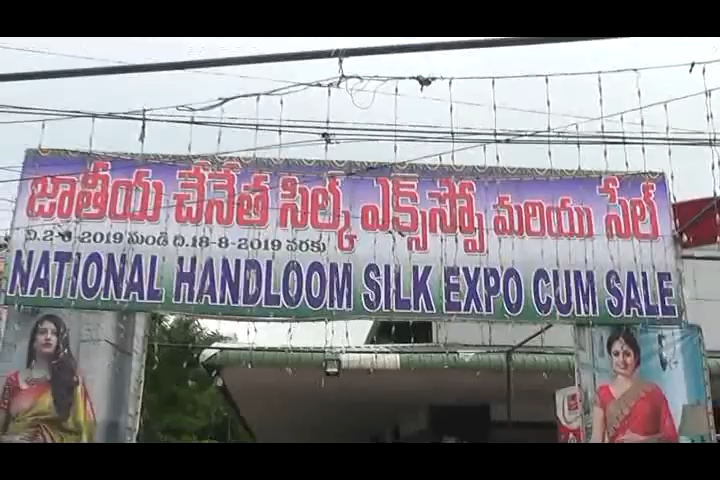 జాతీయ చేనేత సిల్క్ ఎక్స్‌పో మరియు సేల్
ది.2-8-2019 నుండి ది.18-8-2019 వరకు
NATIONAL HANDLOOM SILK EXPO CUM SALE